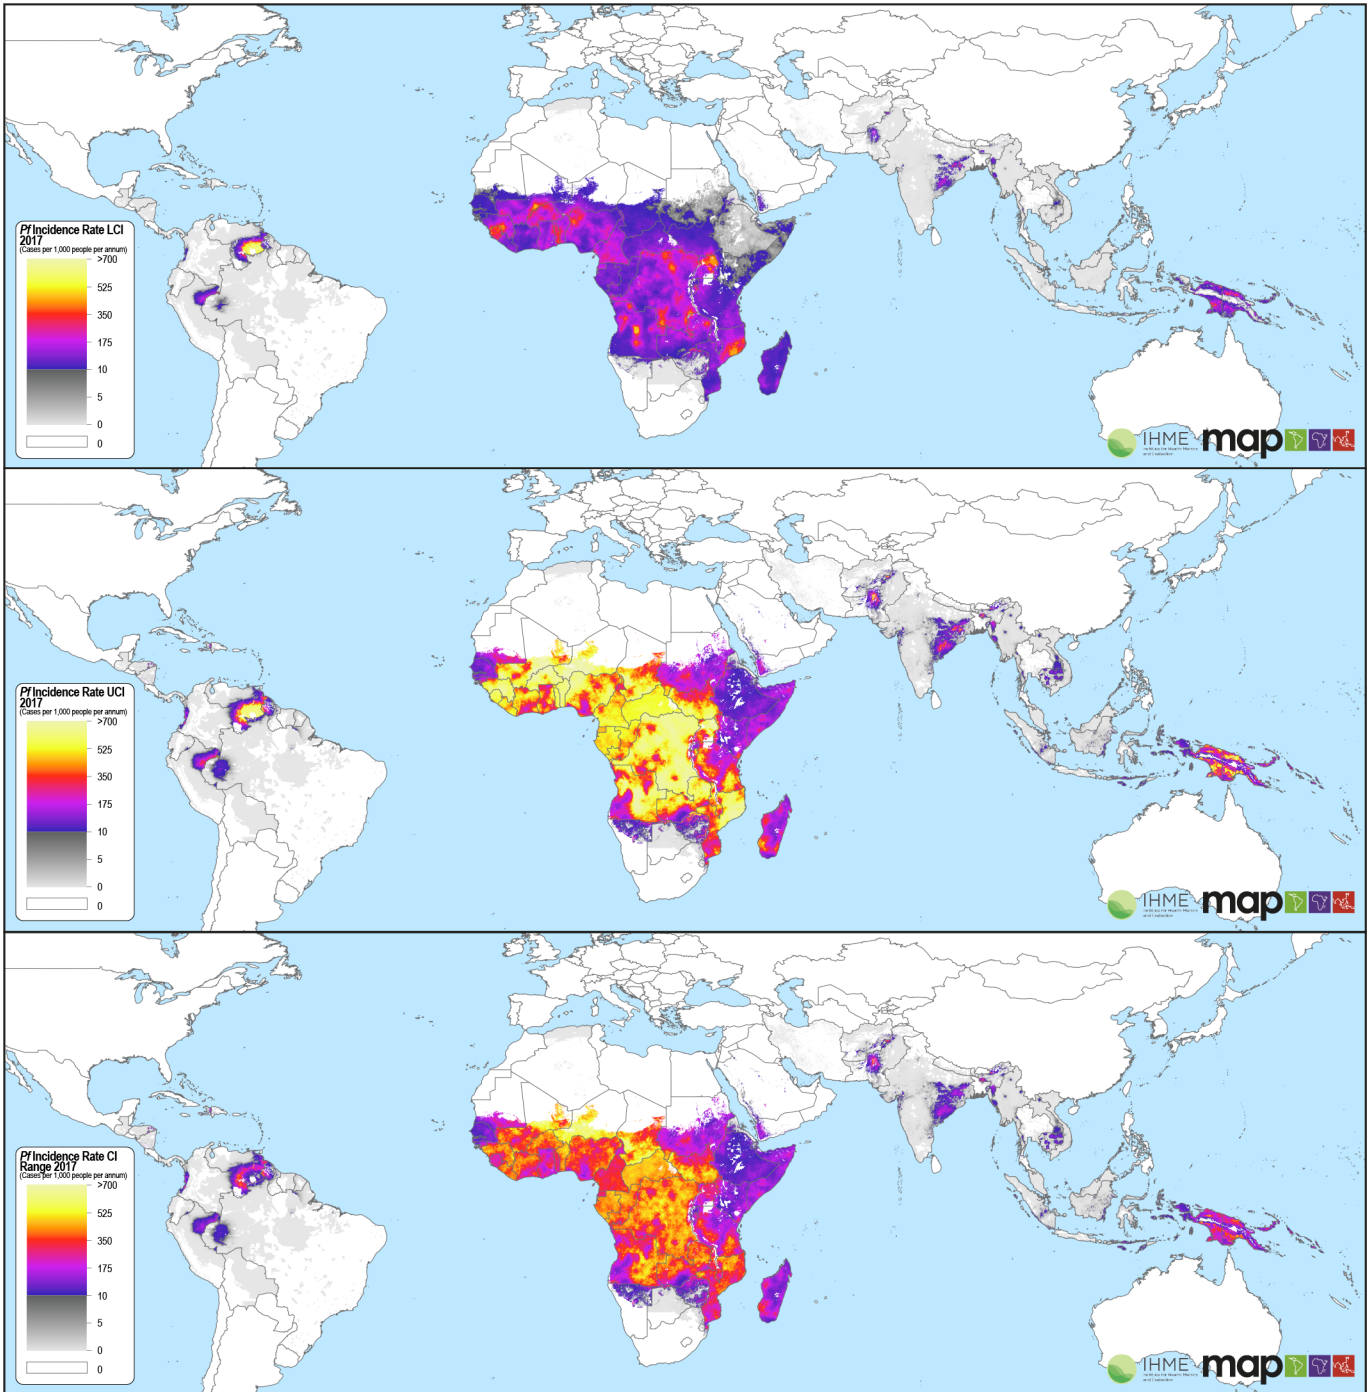 Pf Incidence Rate LCI
2017
(Cases per 1,000 people per annum)
>700
525
350
175
10
5
0
0
IHME
map
Pf Incidence Rate UCI
2017
(Cases per 1,000 people per annum)
>700
525
350
175
10
5
0
0
IHME
map
Pf Incidence Rate CI
Range 2017
(Cases per 1,000 people per annum)
>700
525
350
175
10
5
0
0
IHME
map